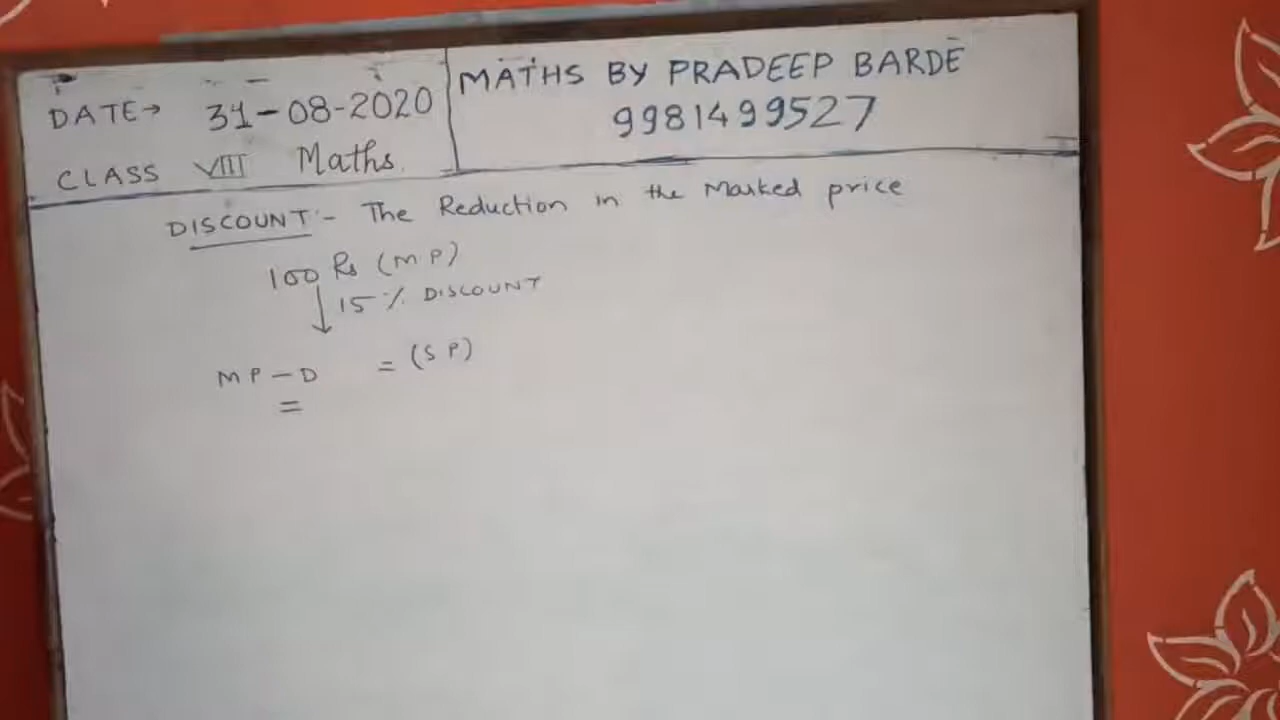 DATE→ 31-08-2020
CLASS VIII Maths.
MATHS BY PRADEEP BARDE
9981499527
DISCOUNT:- The Reduction in the Marked price
100 Rs (MP)
↓ 15% DISCOUNT
MP-D = (SP)
=